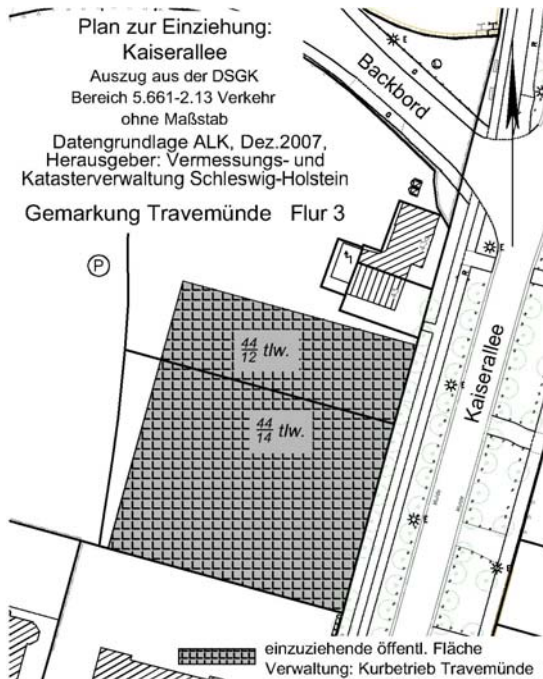 Plan zur Einziehung:
Kaiserallee
Auszug aus der DSGK
Bereich 5.661-2.13 Verkehr
ohne Maßstab
Datengrundlage ALK, Dez.2007,
Herausgeber: Vermessungs- und
Katasterverwaltung Schleswig-Holstein
Gemarkung Travemünde Flur 3
Backbord
P
44/12 tlw.
44/14 tlw.
Kaiserallee
einzuziehende öffentl. Fläche
Verwaltung: Kurbetrieb Travemünde